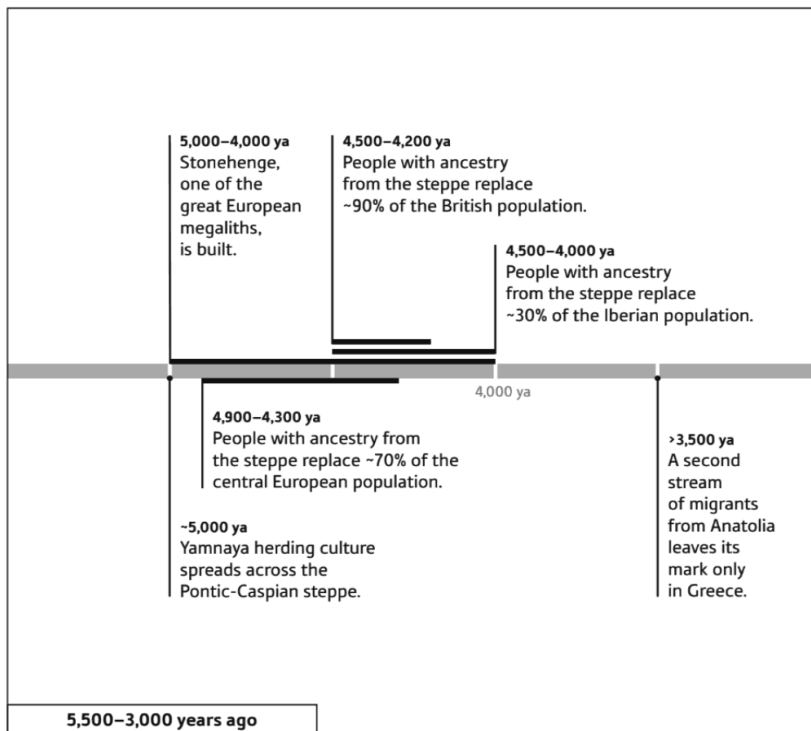 5,000–4,000 ya
Stonehenge,
one of the
great European
megaliths,
is built.
4,500–4,200 ya
People with ancestry
from the steppe replace
~90% of the British population.
4,500–4,000 ya
People with ancestry
from the steppe replace
~30% of the Iberian population.
4,000 ya
4,900–4,300 ya
People with ancestry from
the steppe replace ~70% of the
central European population.
~5,000 ya
Yamnaya herding culture
spreads across the
Pontic-Caspian steppe.
>3,500 ya
A second
stream
of migrants
from Anatolia
leaves its
mark only
in Greece.
5,500–3,000 years ago